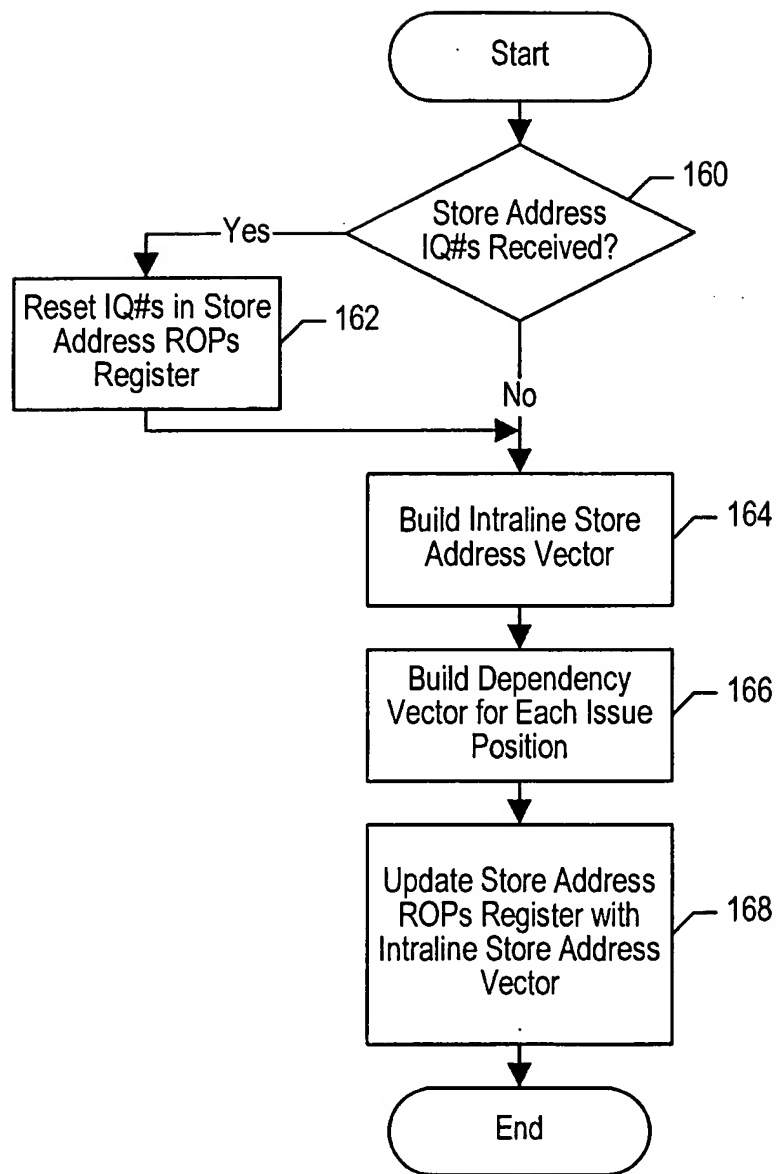 Start
160
Store Address
IQ#s Received?
Yes
Reset IQ#s in Store
Address ROPs
Register
162
No
Build Intraline Store
Address Vector
164
Build Dependency
Vector for Each Issue
Position
166
Update Store Address
ROPs Register with
Intraline Store Address
Vector
168
End